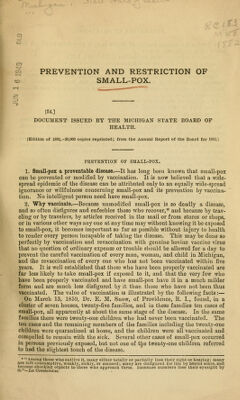 JUN 16 1943
PREVENTION AND RESTRICTION OF
SMALL-POX.
[54.]
DOCUMENT ISSUED BY THE MICHIGAN STATE BOARD OF
HEALTH.
PREVENTION OF SMALL-POX.
1. Small-pox a preventable disease.—It has long been known that small-pox
can be prevented or modified by vaccination. It is now believed that a wide-
spread epidemic of the disease can be attributed only to an equally wide-spread
ignorance or willfulness concerning small-pox and its prevention by vaccina-
tion. No intelligent person need have small-pox.
2. Why vaccinate.—Because unmodified small-pox is so deadly a disease,
and so often disfigures and enfeebles those who recover,* and because by trav-
eling or by travelers, by articles received in the mail or from stores or shops,
or in various other ways any one at any time may without knowing it be exposed
to small-pox, it becomes important so far as possible without injury to health
to render every person incapable of taking the disease. This may be done so
perfectly by vaccination and revaccination with genuine bovine vaccine virus
that no question of ordinary expense or trouble should be allowed for a day to
prevent the careful vaccination of every man, woman, and child in Michigan,
and the revaccination of every one who has not been vaccinated within five
years. It is well established that those who have been properly vaccinated are
far less likely to take small-pox if exposed to it, and that the very few who
have been properly vaccinated and have small-pox have it in a much milder
form and are much less disfigured by it than those who have not been thus
vaccinated. The value of vaccination is illustrated by the following facts:—
On March 13, 1859, Dr. E. M. Snow, of Providence, R. I., found, in a
cluster of seven houses, twenty-five families, and in these families ten cases of
small-pox, all apparently at about the same stage of the disease. In the same
families there were twenty-one children who had never been vaccinated. The
ten cases and the remaining members of the families including the twenty-one
children were quarantined at home, and the children were all vaccinated and
compelled to remain with the sick. Several other cases of small-pox occurred
in persons previously exposed, but not one of the twenty-one children referred
to had the slightest touch of the disease.